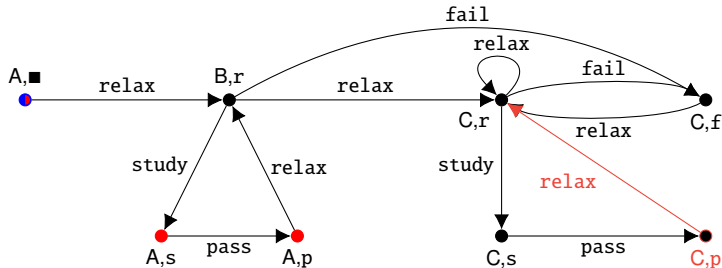 fail
relax
A,■
B,r
fail
relax
relax
C,r
relax
C,f
study
relax
study
relax
A,s
pass
A,p
C,s
pass
C,p